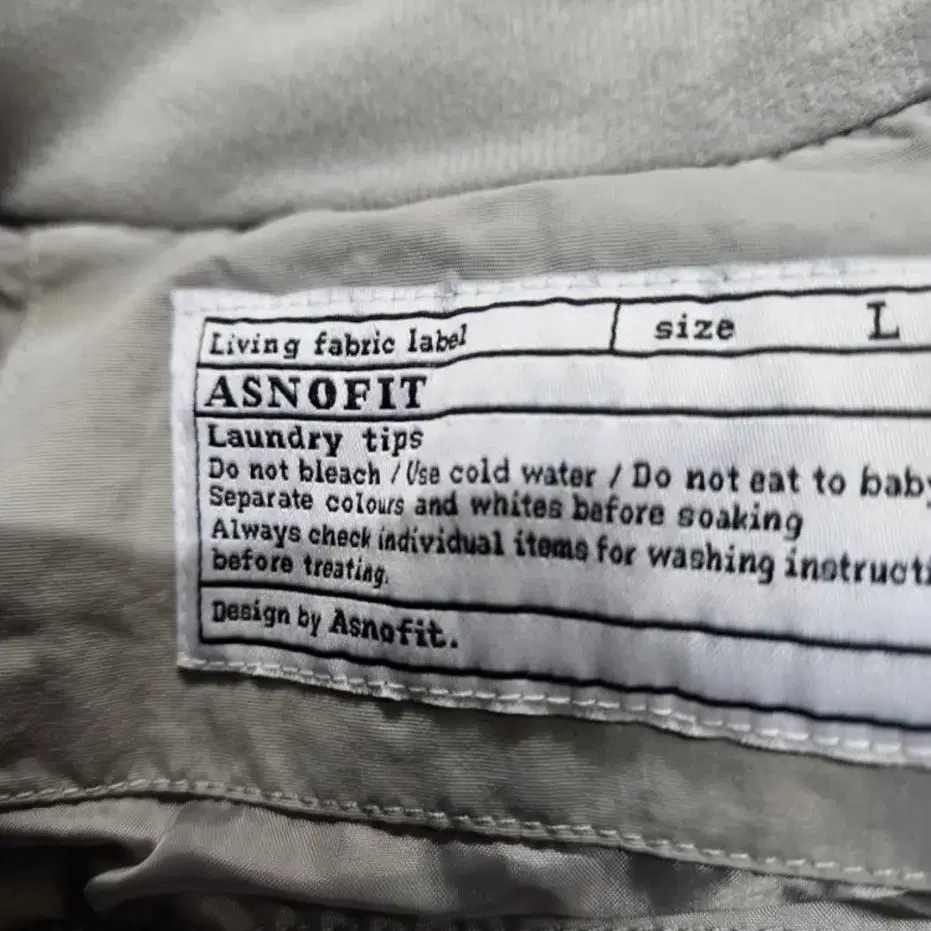 Living fabric label
size L
ASNOFIT
Laundry tips
Do not bleach / Use cold water / Do not eat to
Separate colours and whites before soaking
Always check individual items for washing
before treating.
Design by Asnofit.